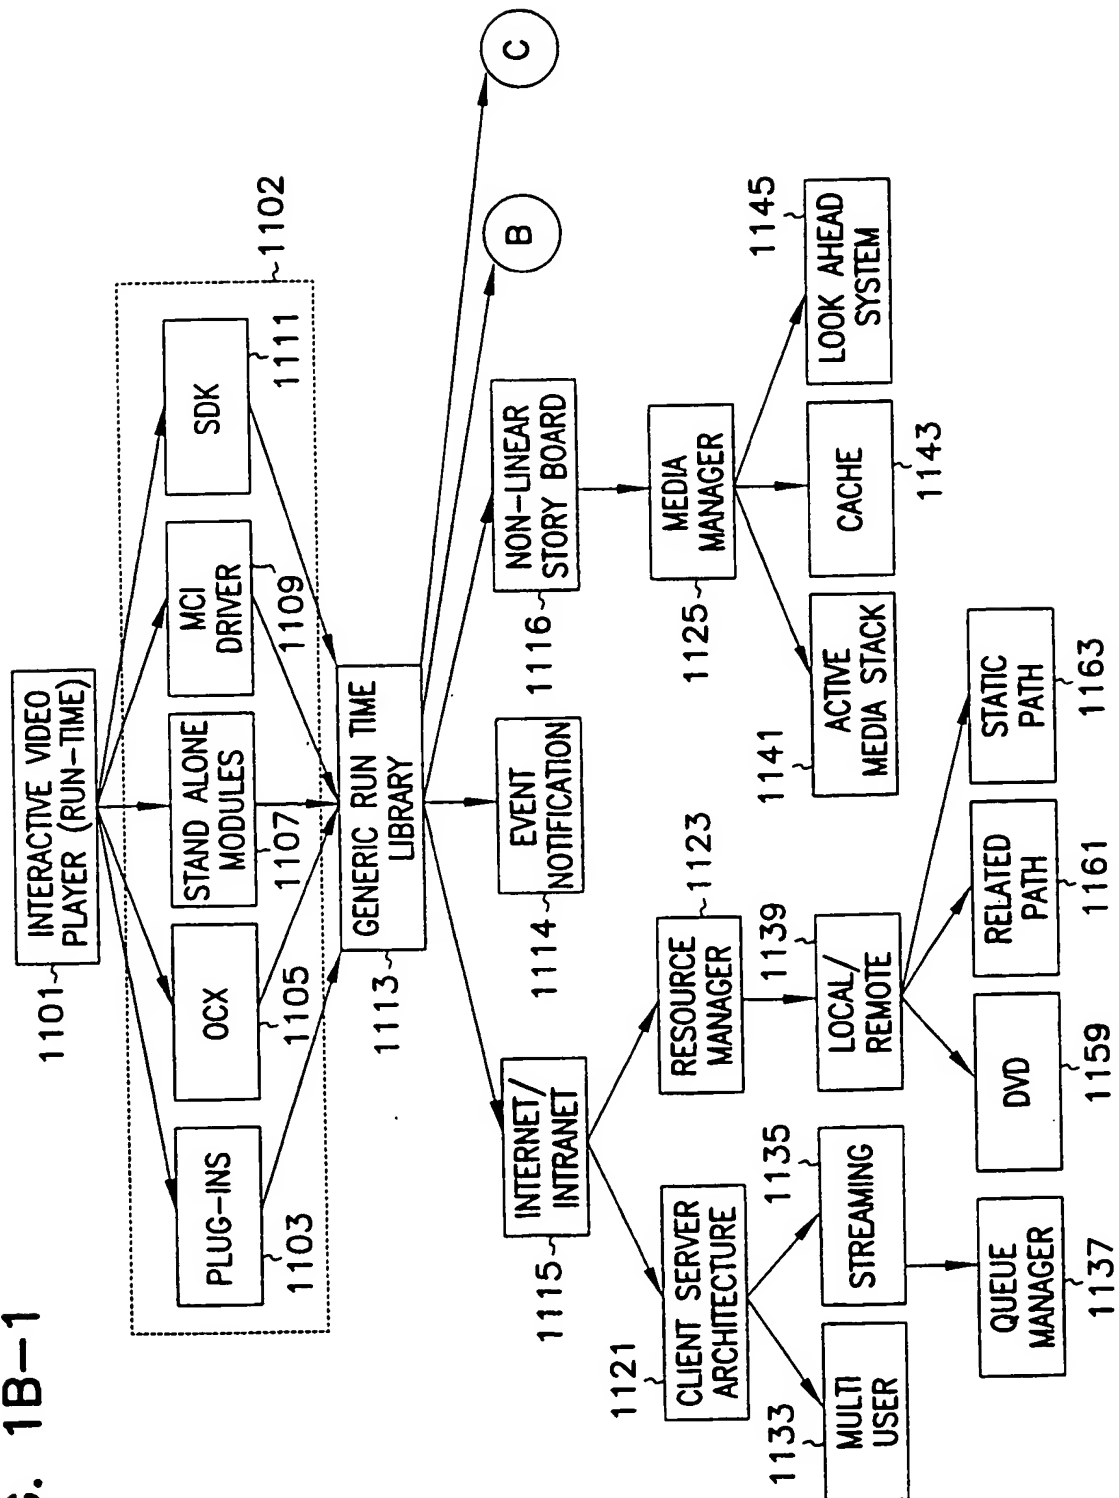 1B-1
INTERACTIVE VIDEO
PLAYER (RUN-TIME)
1101
1102
PLUG-INS
1103
OCX
1105
STAND ALONE
MODULES
1107
MCI
DRIVER
1109
SDK
1111
GENERIC RUN TIME
LIBRARY
1113
INTERNET/
INTRANET
1115
EVENT
NOTIFICATION
1114
NON-LINEAR
STORY BOARD
1116
B
C
CLIENT SERVER
ARCHITECTURE
1121
RESOURCE
MANAGER
1123
MEDIA
MANAGER
1125
MULTI
USER
1133
STREAMING
1135
LOCAL/
REMOTE
1139
ACTIVE
MEDIA STACK
1141
CACHE
1143
LOOK AHEAD
SYSTEM
1145
QUEUE
MANAGER
1137
DVD
1159
RELATED
PATH
1161
STATIC
PATH
1163